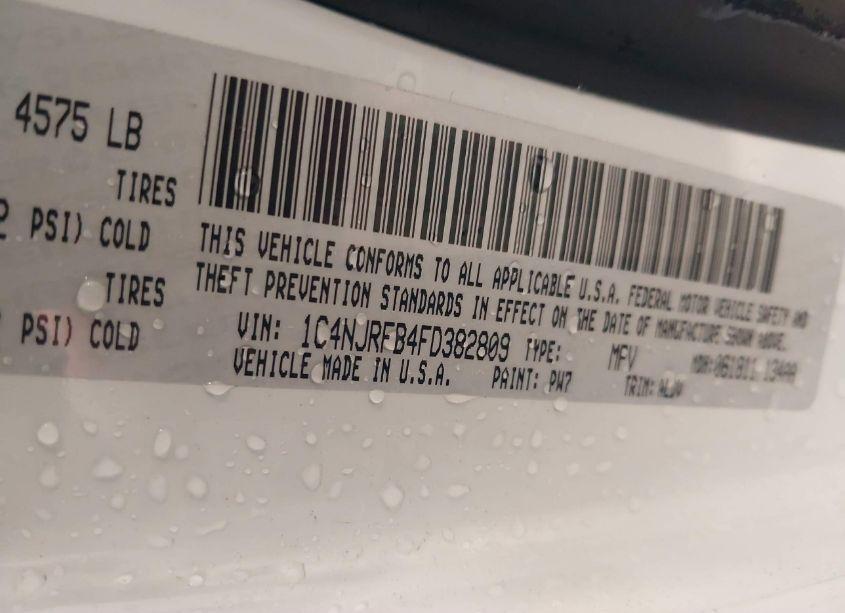 4575 LB
TIRES
PSI) COLD
TIRES
PSI) COLD
THIS VEHICLE CONFORMS TO ALL APPLICABLE U.S.A. FEDERAL MOTOR VEHICLE SAFETY AND
THEFT PREVENTION STANDARDS IN EFFECT ON THE DATE OF MANUFACTURE SHOWN ABOVE.
VIN: 1C4NJRFB4FD382809 TYPE: MPV
VEHICLE MADE IN U.S.A. PAINT: PW7 TRIM: